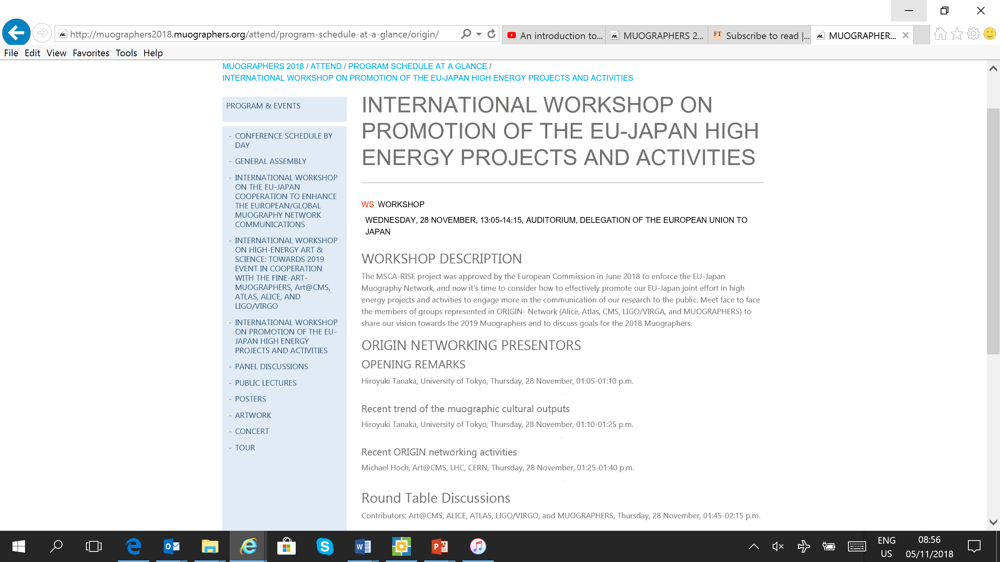 http://muographers2018.muographers.org/attend/program-schedule-at-a-glance/origin/
An introduction to...
MUOGRAPHERS 2...
FT Subscribe to read |...
MUOGRAPHER...
File Edit View Favorites Tools Help
MUOGRAPHERS 2018 / ATTEND / PROGRAM SCHEDULE AT A GLANCE /
INTERNATIONAL WORKSHOP ON PROMOTION OF THE EU-JAPAN HIGH ENERGY PROJECTS AND ACTIVITIES
PROGRAM & EVENTS
- CONFERENCE SCHEDULE BY
DAY
- GENERAL ASSEMBLY
- INTERNATIONAL WORKSHOP
ON THE EU-JAPAN
COOPERATION TO ENHANCE
THE EUROPEAN/GLOBAL
MUOGRAPHY NETWORK
COMMUNICATIONS
- INTERNATIONAL WORKSHOP
ON HIGH-ENERGY ART &
SCIENCE: TOWARDS 2019
EVENT IN COOPERATION
WITH THE FINE-ART-
MUOGRAPHERS, Art@CMS,
ATLAS, ALICE, AND
LIGO/VIRGO
- INTERNATIONAL WORKSHOP
ON PROMOTION OF THE EU-
JAPAN HIGH ENERGY
PROJECTS AND ACTIVITIES
- PANEL DISCUSSIONS
- PUBLIC LECTURES
- POSTERS
- ARTWORK
- CONCERT
- TOUR
INTERNATIONAL WORKSHOP ON
PROMOTION OF THE EU-JAPAN HIGH
ENERGY PROJECTS AND ACTIVITIES
WS WORKSHOP
WEDNESDAY, 28 NOVEMBER, 13:05-14:15, AUDITORIUM, DELEGATION OF THE EUROPEAN UNION TO
JAPAN
WORKSHOP DESCRIPTION
The MSCA-RISE project was approved by the European Commission in June 2018 to enforce the EU-Japan
Muography Network, and now it's time to consider how to effectively promote our EU-Japan joint effort in high
energy projects and activities to engage more in the communication of our research to the public. Meet face to face
the members of groups represented in ORIGIN- Network (Alice, Atlas, CMS, LIGO/VIRGA, and MUOGRAPHERS) to
share our vision towards the 2019 Muographers and to discuss goals for the 2018 Muographers.
ORIGIN NETWORKING PRESENTORS
OPENING REMARKS
Hiroyuki Tanaka, University of Tokyo, Thursday, 28 November, 01:05-01:10 p.m.
Recent trend of the muographic cultural outputs
Hiroyuki Tanaka, University of Tokyo, Thursday, 28 November, 01:10-01:25 p.m.
Recent ORIGIN networking activities
Michael Hoch, Art@CMS, LHC, CERN, Thursday, 28 November, 01:25-01:40 p.m.
Round Table Discussions
Contributors: Art@CMS, ALICE, ATLAS, LIGO/VIRGO, and MUOGRAPHERS, Thursday, 28 November, 01:45-02:15 p.m.
ENG
US
08:56
05/11/2018